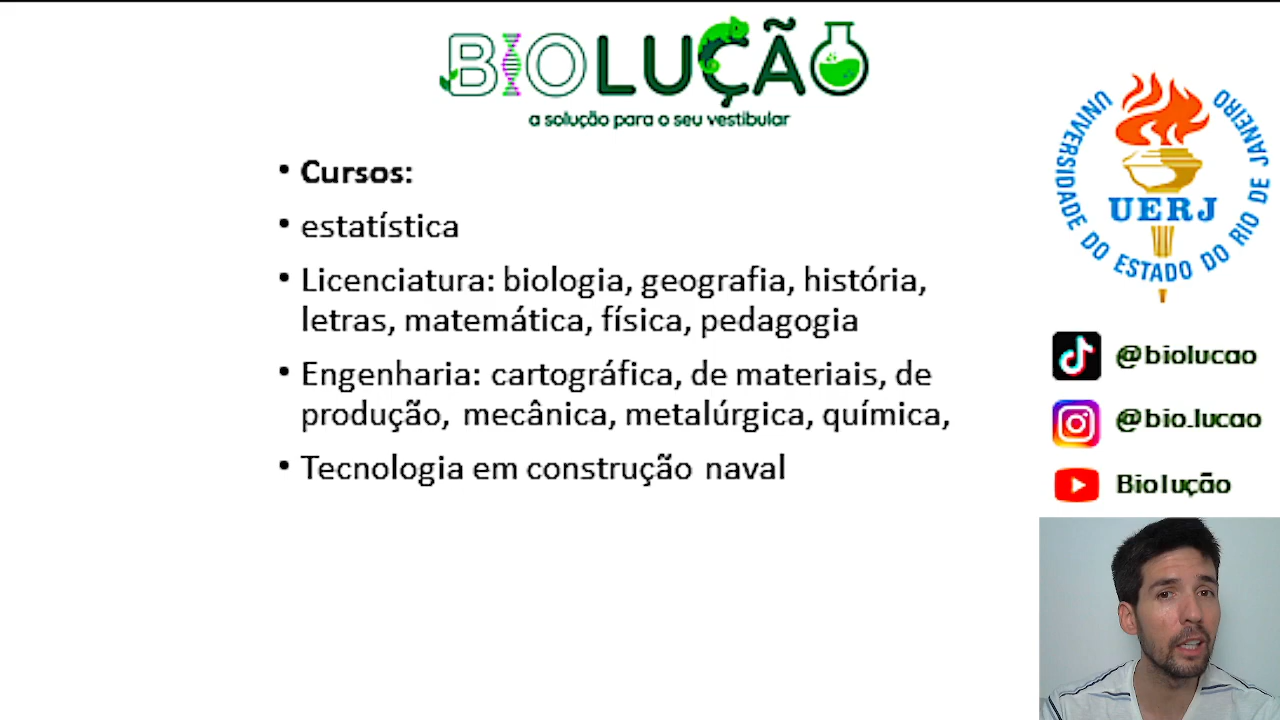 BIOLUÇÃO
a solução para o seu vestibular
• Cursos:
• estatística
• Licenciatura: biologia, geografia, história,
letras, matemática, física, pedagogia
• Engenharia: cartográfica, de materiais, de
produção, mecânica, metalúrgica, química,
• Tecnologia em construção naval
UNIVERSIDADE DO ESTADO DO RIO DE JANEIRO
UERJ
@biolucao
@bio.lucao
Biolução